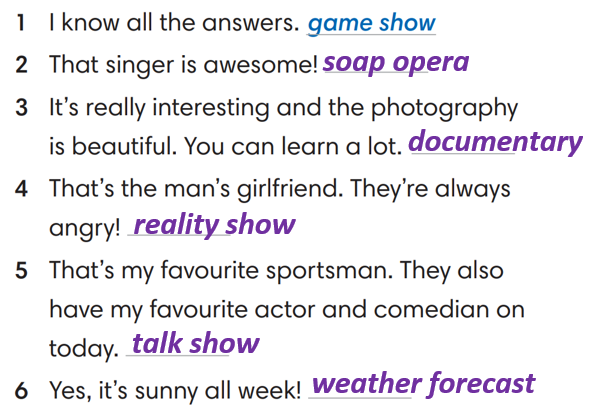 1 I know all the answers. game show
2 That singer is awesome! soap opera
3 It's really interesting and the photography
is beautiful. You can learn a lot. documentary
4 That's the man's girlfriend. They're always
angry! reality show
5 That's my favourite sportsman. They also
have my favourite actor and comedian on
today. talk show
6 Yes, it's sunny all week! weather forecast